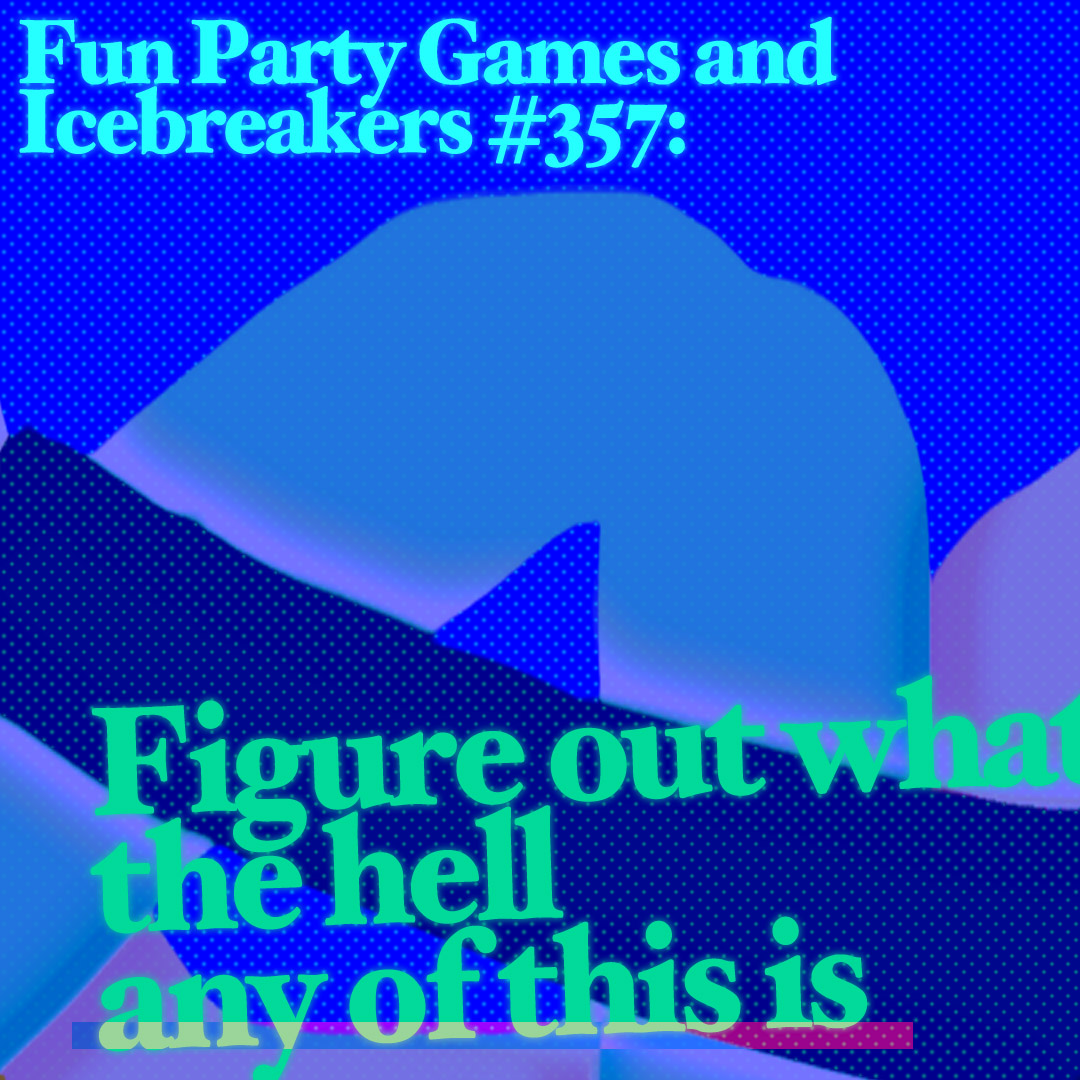 Fun Party Games and
Icebreakers #357:
Figure out what
the hell
any of this is